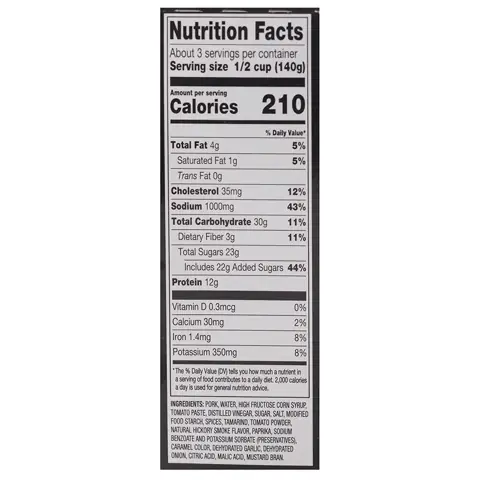 Nutrition Facts
About 3 servings per container
Serving size 1/2 cup (140g)
Amount per serving
Calories 210
% Daily Value*
Total Fat 4g 5%
Saturated Fat 1g 5%
Trans Fat 0g
Cholesterol 35mg 12%
Sodium 1000mg 43%
Total Carbohydrate 30g 11%
Dietary Fiber 3g 11%
Total Sugars 23g
Includes 22g Added Sugars 44%
Protein 12g
Vitamin D 0.3mcg 0%
Calcium 30mg 2%
Iron 1.4mg 8%
Potassium 350mg 8%
*The % Daily Value (DV) tells you how much a nutrient in
a serving of food contributes to a daily diet. 2,000 calories
a day is used for general nutrition advice.
INGREDIENTS: PORK, WATER, HIGH FRUCTOSE CORN SYRUP,
TOMATO PASTE, DISTILLED VINEGAR, SUGAR, SALT, MODIFIED
FOOD STARCH, SPICES, TAMARIND, TOMATO POWDER,
NATURAL HICKORY SMOKE FLAVOR, PAPRIKA, SODIUM
BENZOATE AND POTASSIUM SORBATE (PRESERVATIVES),
CARAMEL COLOR, DEHYDRATED GARLIC, DEHYDRATED
ONION, CITRIC ACID, MALIC ACID, MUSTARD BRAN.